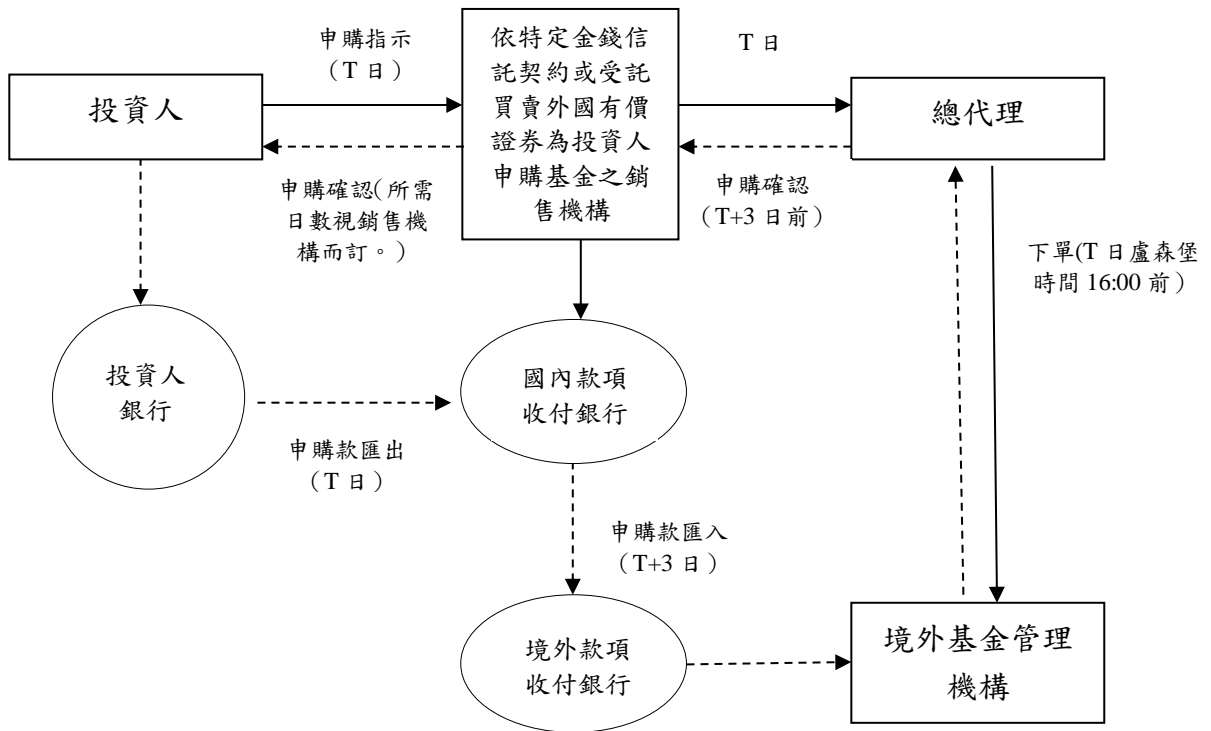 申購指示
（T 日）
依特定金錢信
託契約或受託
買賣外國有價
證券為投資人
申購基金之銷
售機構
T 日
投資人
總代理
申購確認(所需
日數視銷售機
構而訂。)
申購確認
（T+3 日前）
下單(T 日盧森堡
時間 16:00 前）
投資人
銀行
國內款項
收付銀行
申購款匯出
（T 日）
申購款匯入
（T+3 日）
境外款項
收付銀行
境外基金管理
機構